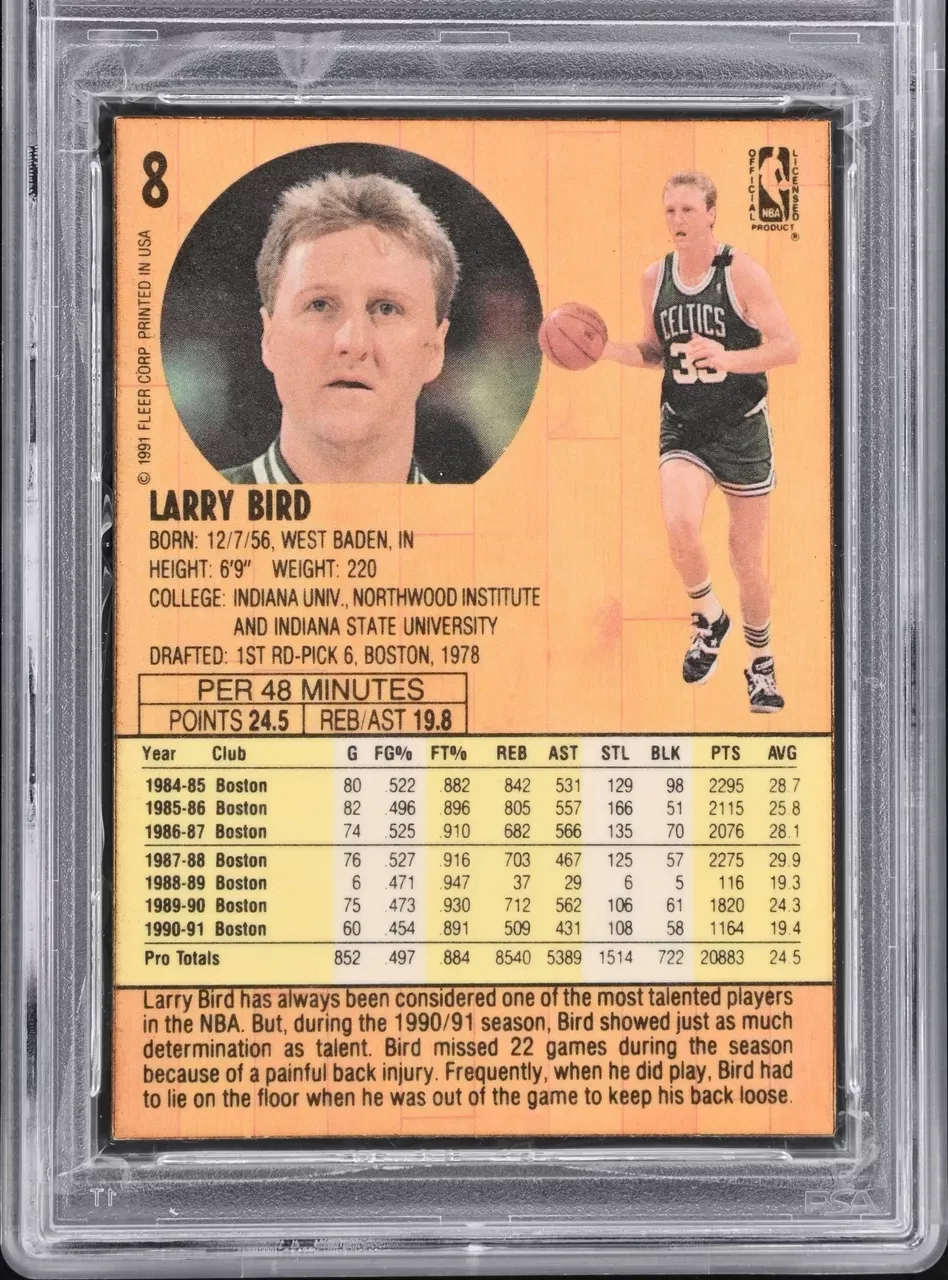 8
OFFICIAL LICENSED
NBA
PRODUCT ®
© 1991 FLEER CORP PRINTED IN USA
CELTICS
33
LARRY BIRD
BORN: 12/7/56, WEST BADEN, IN
HEIGHT: 6'9" WEIGHT: 220
COLLEGE: INDIANA UNIV., NORTHWOOD INSTITUTE
AND INDIANA STATE UNIVERSITY
DRAFTED: 1ST RD-PICK 6, BOSTON, 1978
PER 48 MINUTES
POINTS 24.5 REB/AST 19.8
Year Club G FG% FT% REB AST STL BLK PTS AVG
1984-85 Boston 80 .522 .882 842 531 129 98 2295 28.7
1985-86 Boston 82 .496 .896 805 557 166 51 2115 25.8
1986-87 Boston 74 .525 .910 682 566 135 70 2076 28.1
1987-88 Boston 76 .527 .916 703 467 125 57 2275 29.9
1988-89 Boston 6 .471 .947 37 29 6 5 116 19.3
1989-90 Boston 75 .473 .930 712 562 106 61 1820 24.3
1990-91 Boston 60 .454 .891 509 431 108 58 1164 19.4
Pro Totals 852 .497 .884 8540 5389 1514 722 20883 24.5
Larry Bird has always been considered one of the most talented players
in the NBA. But, during the 1990/91 season, Bird showed just as much
determination as talent. Bird missed 22 games during the season
because of a painful back injury. Frequently, when he did play, Bird had
to lie on the floor when he was out of the game to keep his back loose.
PSA